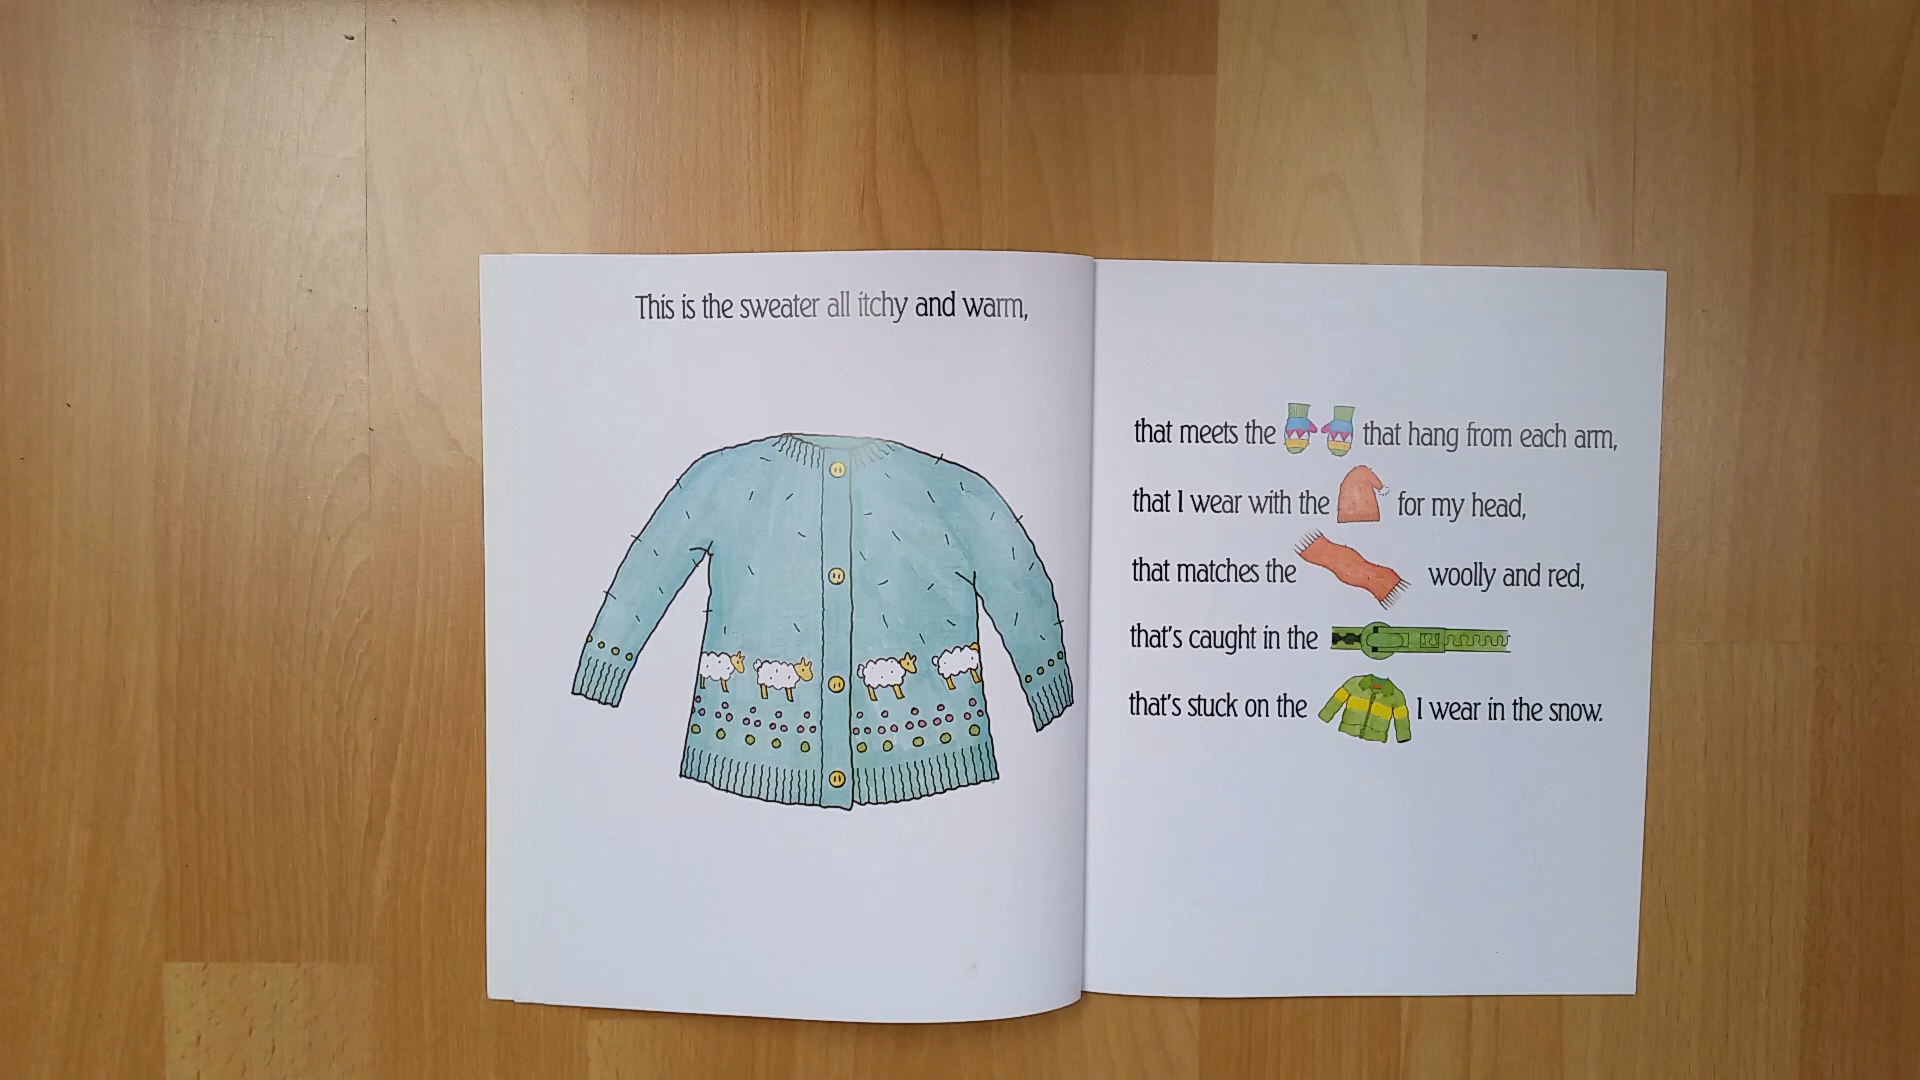 This is the sweater all itchy and warm,
that meets the that hang from each arm,
that I wear with the for my head,
that matches the woolly and red,
that's caught in the
that's stuck on the I wear in the snow.